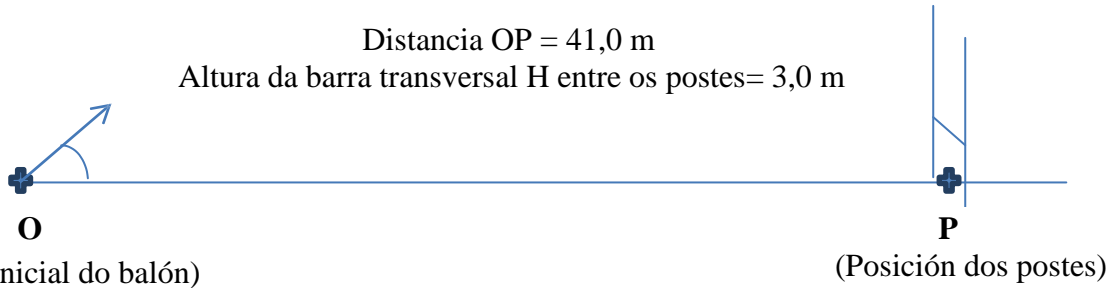 Distancia OP = 41,0 m
Altura da barra transversal H entre os postes= 3,0 m
O
P
nicial do balón)
(Posición dos postes)